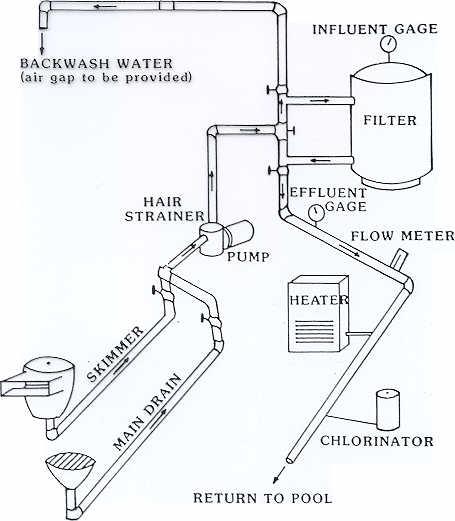 INFLUENT GAGE
BACKWASH WATER
(air gap to be provided)
FILTER
EFFLUENT
GAGE
HAIR
STRAINER
FLOW METER
PUMP
HEATER
SKIMMER
MAIN DRAIN
CHLORINATOR
RETURN TO POOL